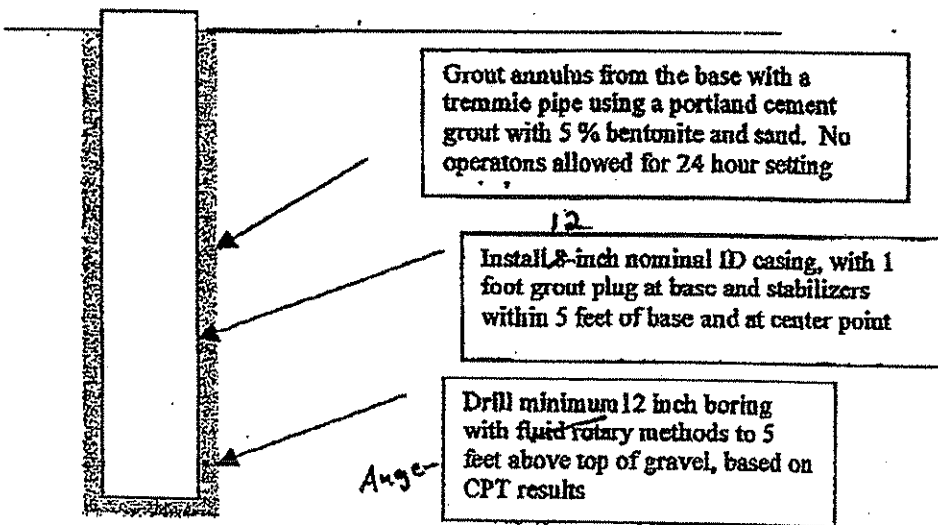 Grout annulus from the base with a
tremmie pipe using a portland cement
grout with 5 % bentonite and sand. No
operatons allowed for 24 hour setting
12
Install 8-inch nominal ID casing, with 1
foot grout plug at base and stabilizers
within 5 feet of base and at center point
Drill minimum 12 inch boring
with fluid rotary methods to 5
feet above top of gravel, based on
Auger
CPT results